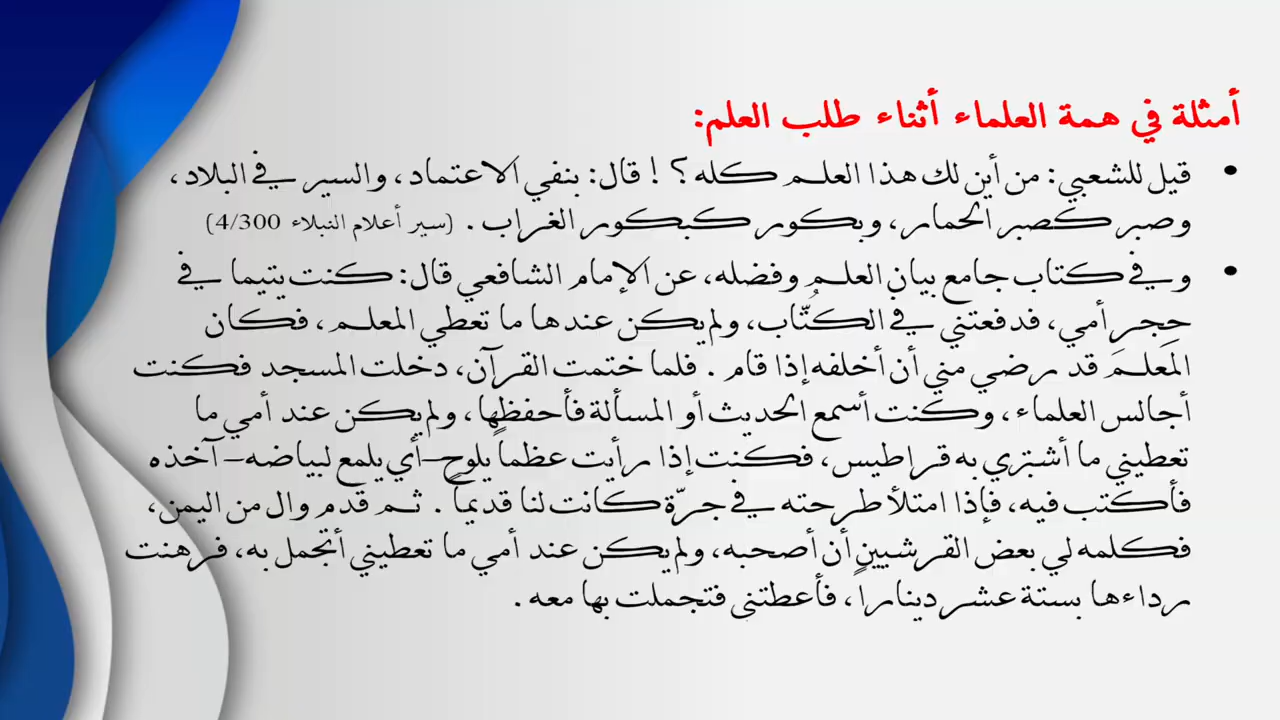 أمثلة في همة العلماء أثناء طلب العلم:
• قيل للشعبي: من أين لك هذا العلم كله؟! قال: بنفي الاعتماد، والسير في البلاد،
وصبر كصبر الحمار، وبكور كبكور الغراب. (سير أعلام النبلاء 4/300)
• وفي كتاب جامع بيان العلم وفضله، عن الإمام الشافعي قال: كنت يتيما في
حِجر أمي، فدفعتني في الكُتَّاب، ولم يكن عندها ما تعطي المعلم، فكان
المعلم قد رضي مني أن أخلفه إذا قام. فلما ختمت القرآن، دخلت المسجد فكنت
أجالس العلماء، وكنت أسمع الحديث أو المسألة فأحفظها، ولم يكن عند أمي ما
تعطيني ما أشتري به قراطيس، فكنت إذا رأيت عظماً يلوح–أي يلمع لبياضه– آخذه
فأكتب فيه، فإذا امتلأ طرحته في جرّة كانت لنا قديماً. ثم قدم وال من اليمن،
فكلمه لي بعض القرشيين أن أصحبه، ولم يكن عند أمي ما تعطيني أتجمل به، فرهنت
رداءها بستة عشر ديناراً، فأعطتني فتجملت بها معه.